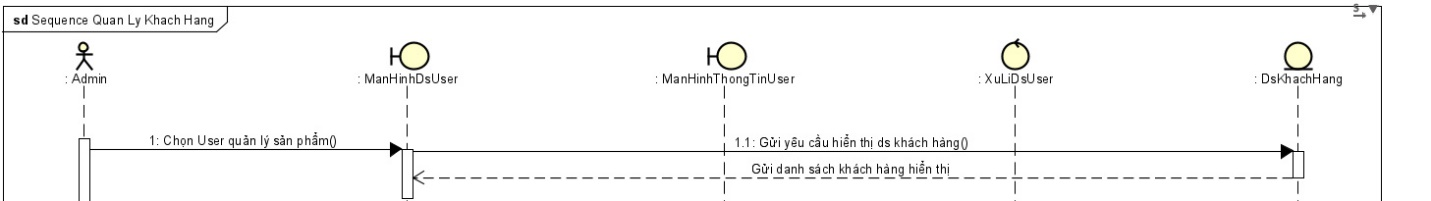 sd Sequence Quan Ly Khach Hang
: Admin
: ManHinhDsUser
: ManHinhThongTinUser
: XuLiDsUser
: DsKhachHang
1: Chọn User quản lý sản phẩm()
1.1: Gửi yêu cầu hiển thị ds khách hàng()
Gửi danh sách khách hàng hiển thị